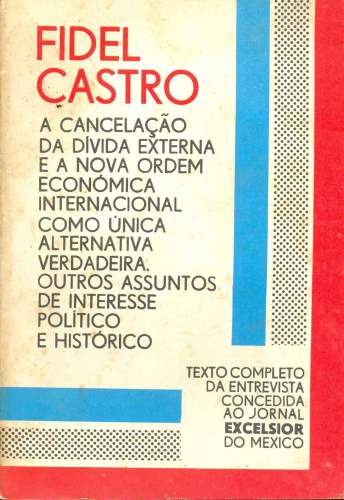 FIDEL
CASTRO
A CANCELAÇÃO
DA DÍVIDA EXTERNA
E A NOVA ORDEM
ECONÓMICA
INTERNACIONAL
COMO ÚNICA
ALTERNATIVA
VERDADEIRA.
OUTROS ASSUNTOS
DE INTERESSE
POLÍTICO
E HISTÓRICO
TEXTO COMPLETO
DA ENTREVISTA
CONCEDIDA
AO JORNAL
EXCELSIOR
DO MEXICO